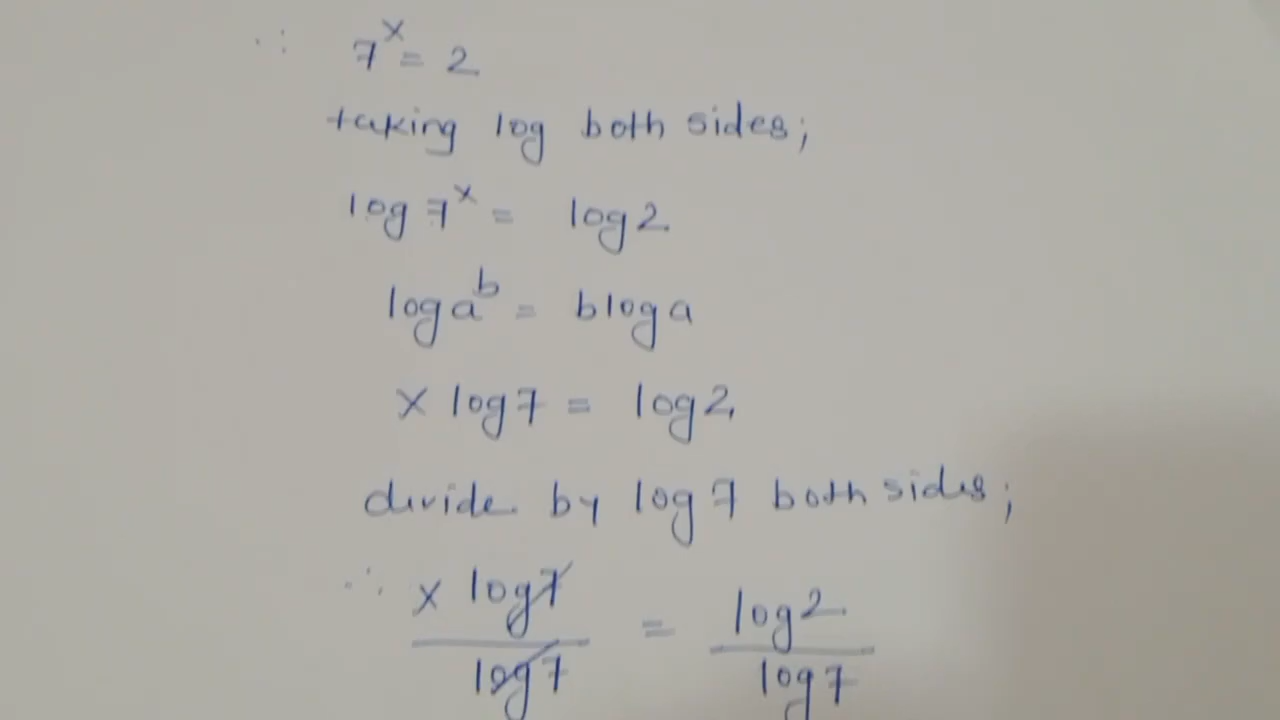 ∴ 7^x = 2
taking log both sides;
log 7^x = log 2
log a^b = b log a
x log 7 = log 2
divide by log 7 both sides;
∴ x log 7 / log 7 = log 2 / log 7